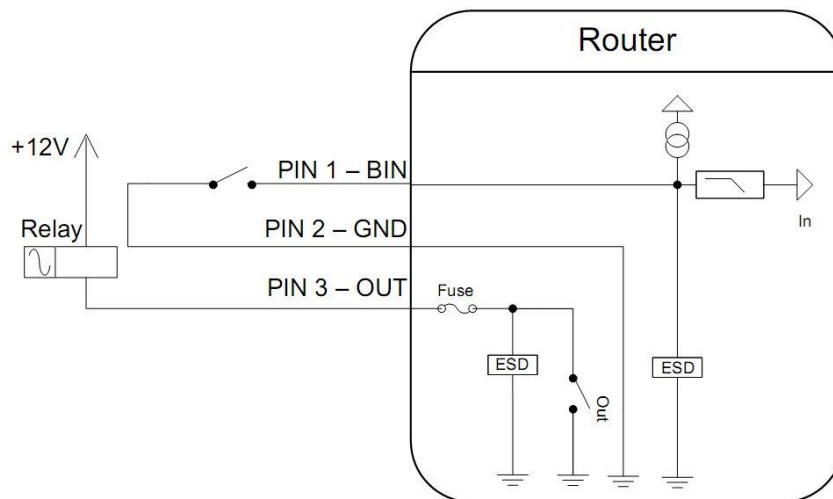 Router
+12V
PIN 1 – BIN
In
PIN 2 – GND
Relay
PIN 3 – OUT
Fuse
ESD
ESD
Out